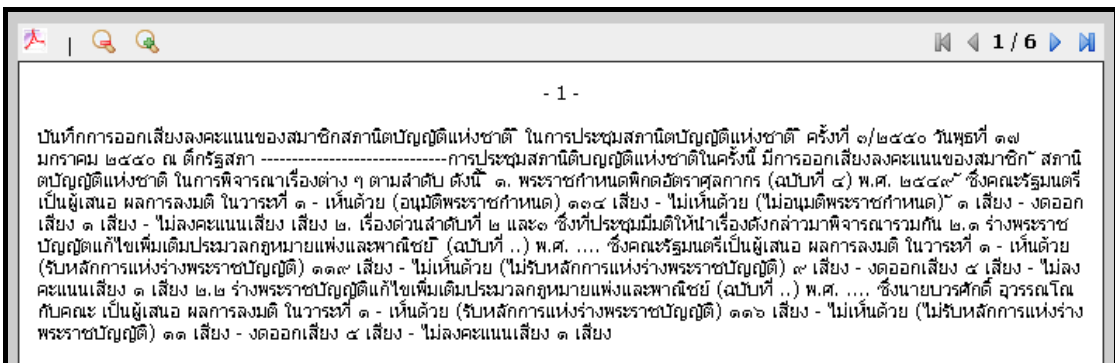 |
1 / 6
- 1 -
บันทึกการออกเสียงลงคะแนนของสมาชิกสภานิตบัญญัติแห่งชาติ ในการประชุมสภานิตบัญญัติแห่งชาติ ครั้งที่ ๓/๒๕๕๐ วันพุธที่ ๑๗
มกราคม ๒๕๕๐ ณ ตึกรัฐสภา ------------------------------การประชุมสภานิติบญญัติแห่งชาติในครั้งนี้ มีการออกเสียงลงคะแนนของสมาชิก ั สภานิ
ตบัญญัติแห่งชาติ ในการพิจารณาเรื่องต่าง ๆ ตามลำดับ ดังนี้ ๑. พระราชกำหนดพิกัดอัตราศุลกากร (ฉบับที่ ๔) พ.ศ. ๒๕๔๙ ั ซึ่งคณะรัฐมนตรี
เป็นผู้เสนอ ผลการลงมติ ในวาระที่ ๑ - เห็นด้วย (อนุมัติพระราชกำหนด) ๑๓๔ เสียง - ไม่เห็นด้วย (ไม่อนุมติพระราชกำหนด) ั ๑ เสียง - งดออก
เสียง ๑ เสียง - ไม่ลงคะแนนเสียง เสียง ๒. เรื่องด่วนลำดับที่ ๒ และ๓ ซึ่งที่ประชุมมีมติให้นำเรื่องดังกล่าวมาพิจารณารวมกัน ๒.๑ ร่างพระราช
บัญญัติแก้ไขเพิ่มเติมประมวลกฎหมายแพ่งและพาณิชย์ (ฉบับที่ ..) พ.ศ. .... ซึ่งคณะรัฐมนตรีเป็นผู้เสนอ ผลการลงมติ ในวาระที่ ๑ - เห็นด้วย
(รับหลักการแห่งร่างพระราชบัญญัติ) ๑๑๙ เสียง - ไม่เห็นด้วย (ไม่รับหลักการแห่งร่างพระราชบัญญัติ) ๙ เสียง - งดออกเสียง ๕ เสียง - ไม่ลง
คะแนนเสียง ๑ เสียง ๒.๒ ร่างพระราชบัญญัติแก้ไขเพิ่มเติมประมวลกฎหมายแพ่งและพาณิชย์ (ฉบับที่ ..) พ.ศ. .... ซึ่งนายบวรศักดิ์ อุวรรณโณ
กับคณะ เป็นผู้เสนอ ผลการลงมติ ในวาระที่ ๑ - เห็นด้วย (รับหลักการแห่งร่างพระราชบัญญัติ) ๑๑๖ เสียง - ไม่เห็นด้วย (ไม่รับหลักการแห่งร่าง
พระราชบัญญัติ) ๑๑ เสียง - งดออกเสียง ๔ เสียง - ไม่ลงคะแนนเสียง ๑ เสียง